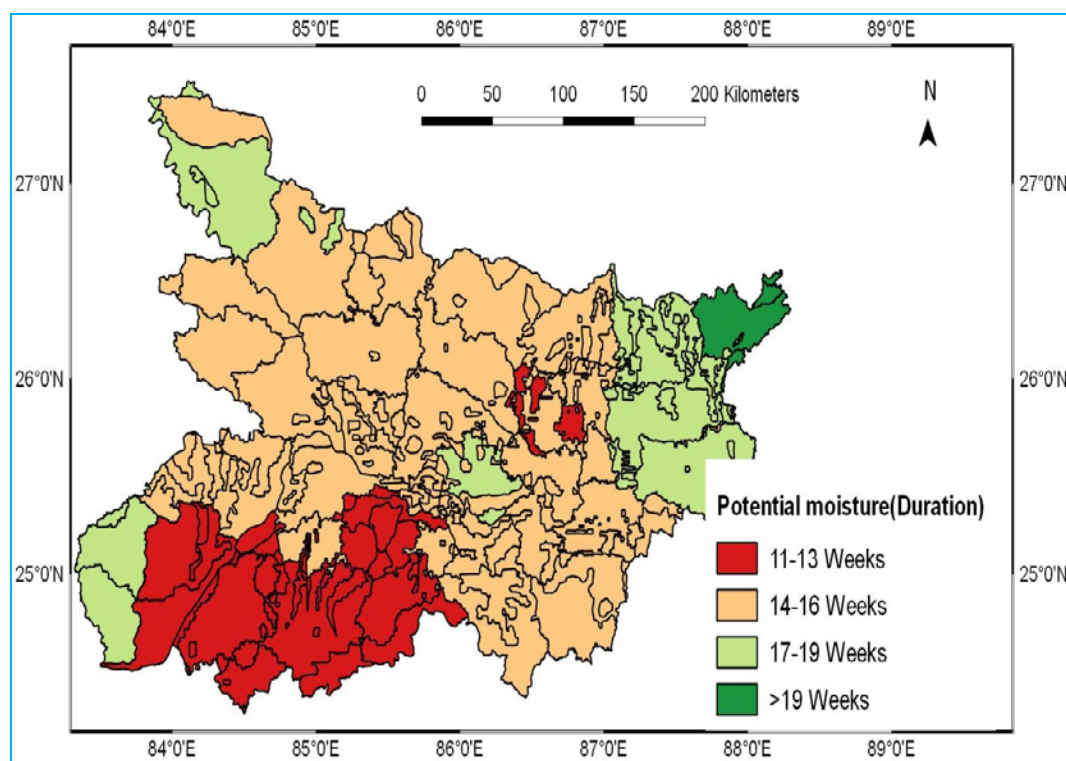 84°0'E 85°0'E 86°0'E 87°0'E 88°0'E 89°0'E
0 50 100 150 200 Kilometers
N
27°0'N 27°0'N
26°0'N 26°0'N
Potential moisture(Duration)
11-13 Weeks
25°0'N 25°0'N
14-16 Weeks
17-19 Weeks
>19 Weeks
84°0'E 85°0'E 86°0'E 87°0'E 88°0'E 89°0'E